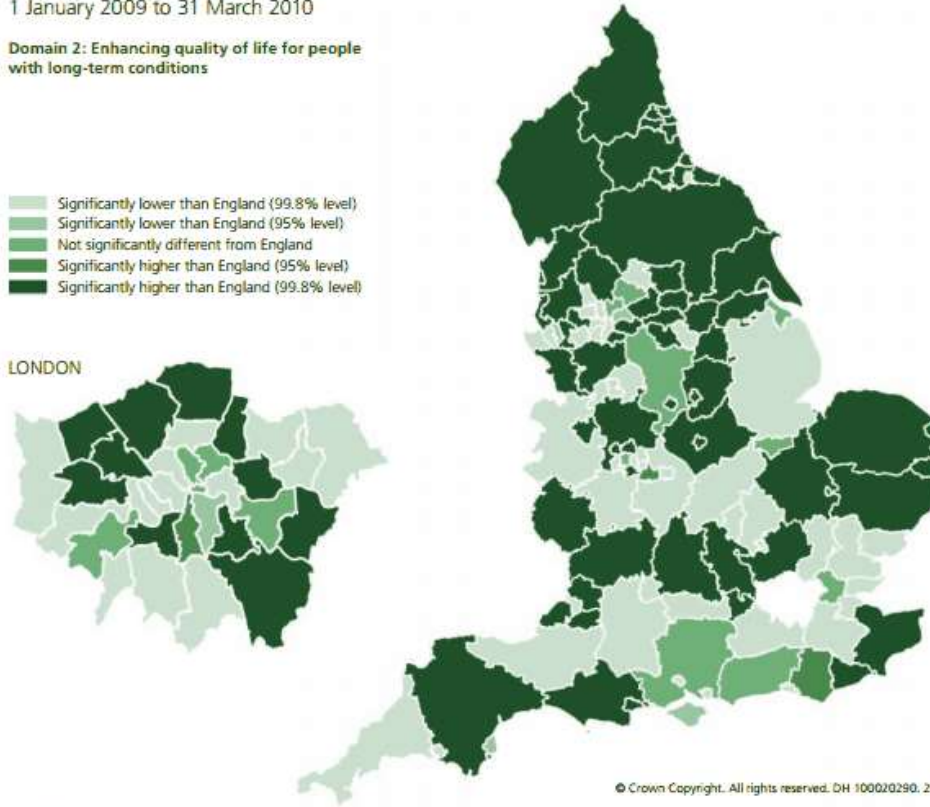 1 January 2009 to 31 March 2010
Domain 2: Enhancing quality of life for people
with long-term conditions
Significantly lower than England (99.8% level)
Significantly lower than England (95% level)
Not significantly different from England
Significantly higher than England (95% level)
Significantly higher than England (99.8% level)
LONDON
© Crown Copyright. All rights reserved. DH 100020290. 2